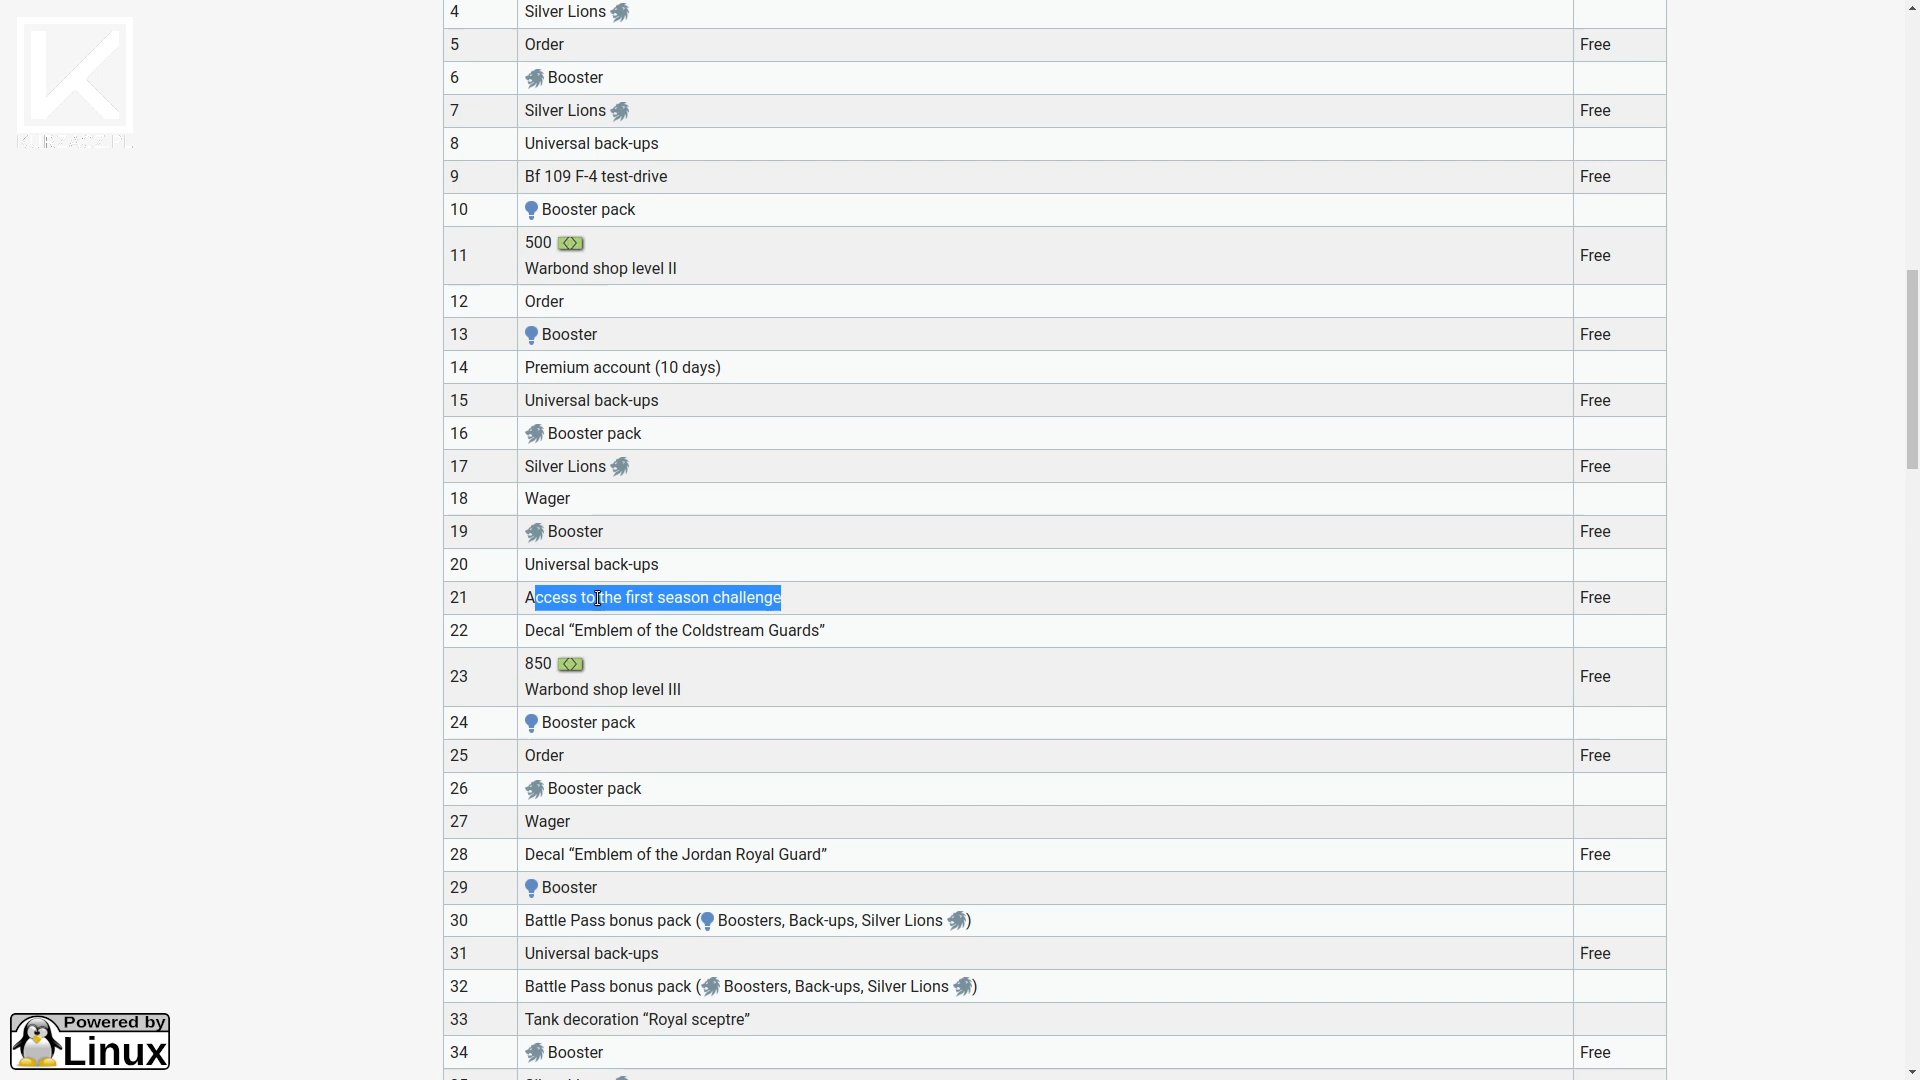 4 Silver Lions
5 Order Free
6 Booster
7 Silver Lions Free
8 Universal back-ups
9 Bf 109 F-4 test-drive Free
10 Booster pack
11 500 Warbond shop level II Free
12 Order
13 Booster Free
14 Premium account (10 days)
15 Universal back-ups Free
16 Booster pack
17 Silver Lions Free
18 Wager
19 Booster Free
20 Universal back-ups
21 Access to the first season challenge Free
22 Decal “Emblem of the Coldstream Guards”
23 850 Warbond shop level III Free
24 Booster pack
25 Order Free
26 Booster pack
27 Wager
28 Decal “Emblem of the Jordan Royal Guard” Free
29 Booster
30 Battle Pass bonus pack ( Boosters, Back-ups, Silver Lions )
31 Universal back-ups Free
32 Battle Pass bonus pack ( Boosters, Back-ups, Silver Lions )
33 Tank decoration “Royal sceptre”
34 Booster Free
Powered by
Linux